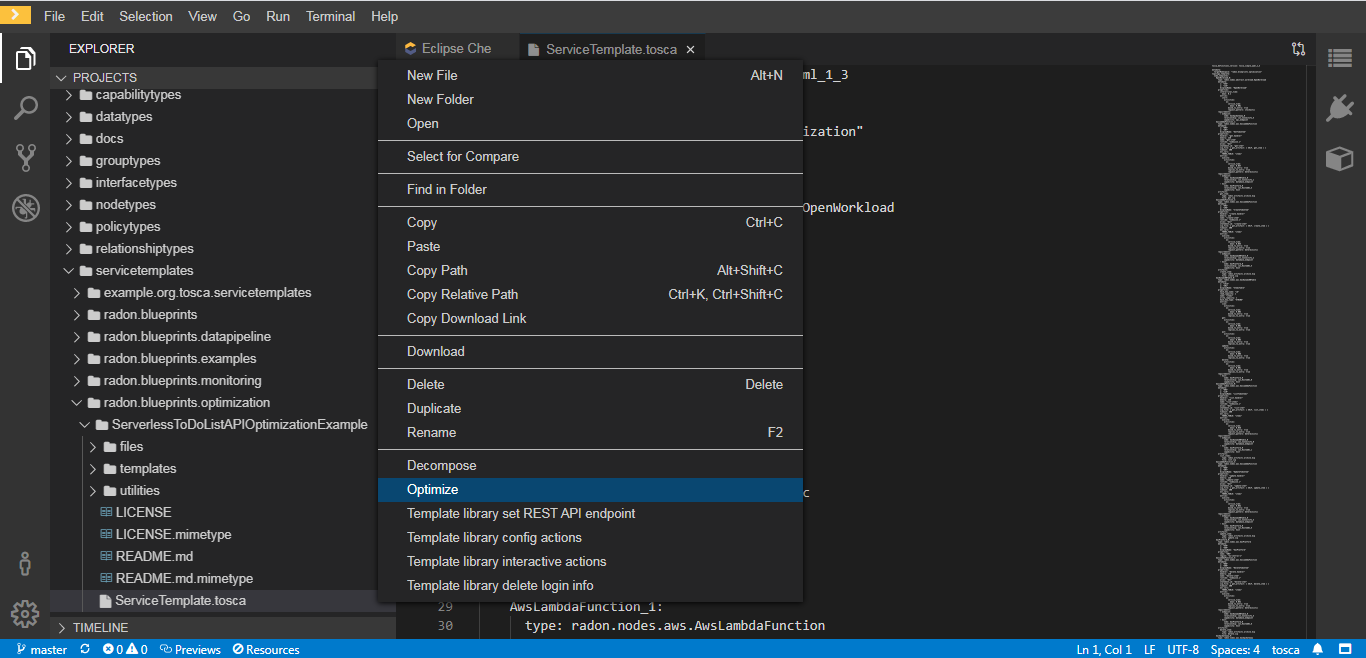 File Edit Selection View Go Run Terminal Help
EXPLORER
Eclipse Che
ServiceTemplate.tosca
PROJECTS
capabilitytypes
datatypes
docs
grouptypes
interfacetypes
nodetypes
policytypes
relationshiptypes
servicetemplates
example.org.tosca.servicetemplates
radon.blueprints
radon.blueprints.datapipeline
radon.blueprints.examples
radon.blueprints.monitoring
radon.blueprints.optimization
ServerlessToDoListAPIOptimizationExample
files
templates
utilities
LICENSE
LICENSE.mimetype
README.md
README.md.mimetype
ServiceTemplate.tosca
TIMELINE
New File Alt+N
New Folder
Open
Select for Compare
Find in Folder
Copy Ctrl+C
Paste
Copy Path Alt+Shift+C
Copy Relative Path Ctrl+K, Ctrl+Shift+C
Copy Download Link
Download
Delete Delete
Duplicate
Rename F2
Decompose
Optimize
Template library set REST API endpoint
Template library config actions
Template library interactive actions
Template library delete login info
ml_1_3
ization"
OpenWorkload
c
29 AwsLambdaFunction_1:
30 type: radon.nodes.aws.AwsLambdaFunction
master 0 0 Previews Resources Ln 1, Col 1 LF UTF-8 Spaces: 4 tosca